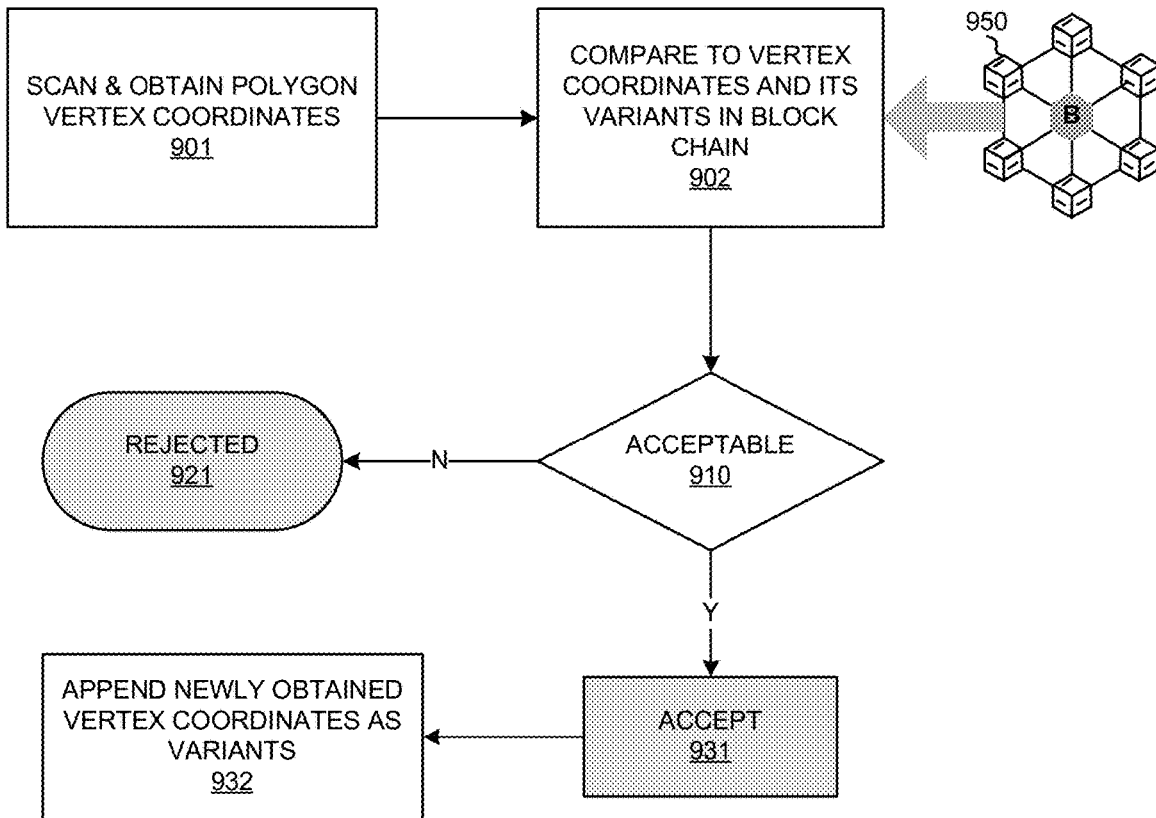 SCAN & OBTAIN POLYGON
VERTEX COORDINATES
901
COMPARE TO VERTEX
COORDINATES AND ITS
VARIANTS IN BLOCK
CHAIN
902
950
B
REJECTED
921
N
ACCEPTABLE
910
Y
APPEND NEWLY OBTAINED
VERTEX COORDINATES AS
VARIANTS
932
ACCEPT
931